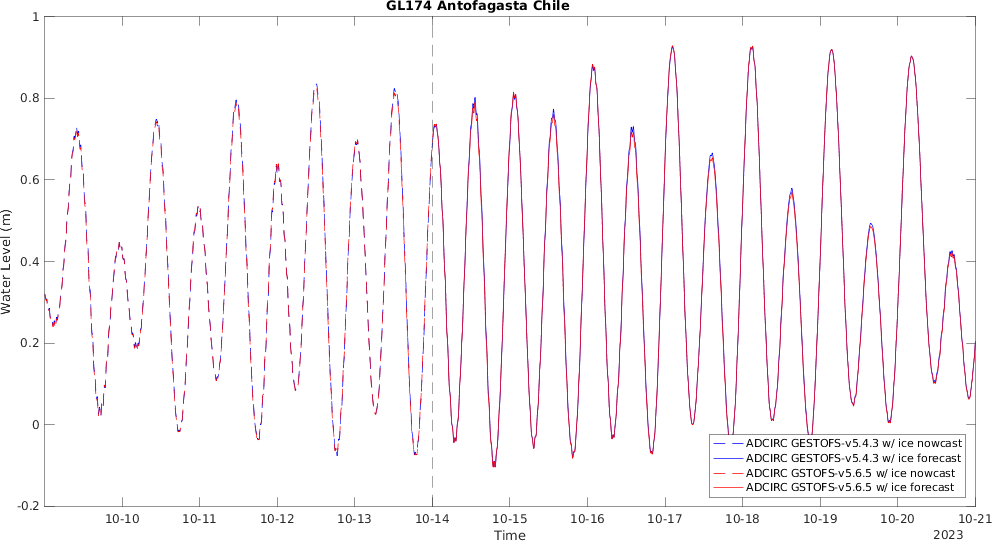 GL174 Antofagasta Chile
1
0.8
0.6
0.4
0.2
0
-0.2
Water Level (m)
ADCIRC GESTOFS-v5.4.3 w/ ice nowcast
ADCIRC GESTOFS-v5.4.3 w/ ice forecast
ADCIRC GSTOFS-v5.6.5 w/ ice nowcast
ADCIRC GSTOFS-v5.6.5 w/ ice forecast
10-10 10-11 10-12 10-13 10-14 10-15 10-16 10-17 10-18 10-19 10-20 10-21
Time
2023